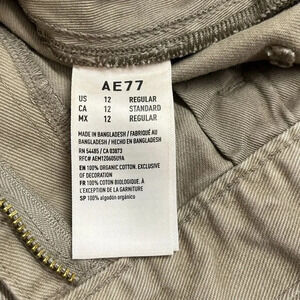 AE77
US 12 REGULAR
CA 12 STANDARD
MX 12 REGULAR
MADE IN BANGLADESH / FABRIQUÉ AU
BANGLADESH / HECHO EN BANGLADESH
RN 54485 / CA 03873
RFC# AEM120605U9A
EN 100% ORGANIC COTTON. EXCLUSIVE
OF DECORATION
FR 100% COTON BIOLOGIQUE. À
L'EXCEPTION DE LA GARNITURE
SP 100% algodón orgánico